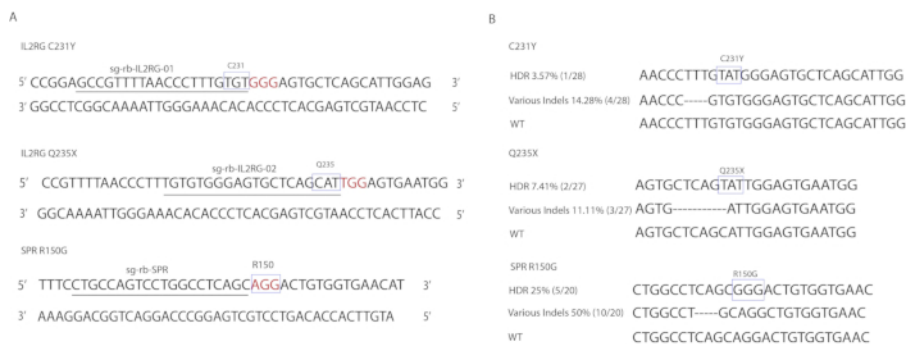 A
IL2RG C231Y
sg-rb-IL2RG-01
C231
5' CCGGAGCCGTTTTAACCCTTTGTGTGGGAGTGCTCAGCATTGGAG 3'
3' GGCCTCGGCAAAATTGGGAAACACACCCTCACGAGTCGTAACCTC 5'
IL2RG Q235X
sg-rb-IL2RG-02
Q235
5' CCGTTTTAACCCTTTGTGTGGGAGTGCTCAGCATTGGAGTGAATGG 3'
3' GGCAAAATTGGGAAACACACCCTCACGAGTCGTAACCTCACTTACC 5'
SPR R150G
sg-rb-SPR
R150
5' TTTCCTGCCAGTCCTGGCCTCAGCAGGACTGTGGTGAACAT 3'
3' AAAGGACGGTCAGGACCCGGAGTCGTCCTGACACCACTTGTA 5'
B
C231Y
C231Y
HDR 3.57% (1/28) AACCCTTTGTATGGGAGTGCTCAGCATTGG
Various Indels 14.28% (4/28) AACCC-----GTGTGGGAGTGCTCAGCATTGG
WT AACCCTTTGTGTGGGAGTGCTCAGCATTGG
Q235X
Q235X
HDR 7.41% (2/27) AGTGCTCAGTATTGGAGTGAATGG
Various Indels 11.11% (3/27) AGTG-----------ATTGGAGTGAATGG
WT AGTGCTCAGCATTGGAGTGAATGG
SPR R150G
R150G
HDR 25% (5/20) CTGGCCTCAGCGGGACTGTGGTGAAC
Various Indels 50% (10/20) CTGGCCT-----GCAGGCTGTGGTGAAC
WT CTGGCCTCAGCAGGACTGTGGTGAAC